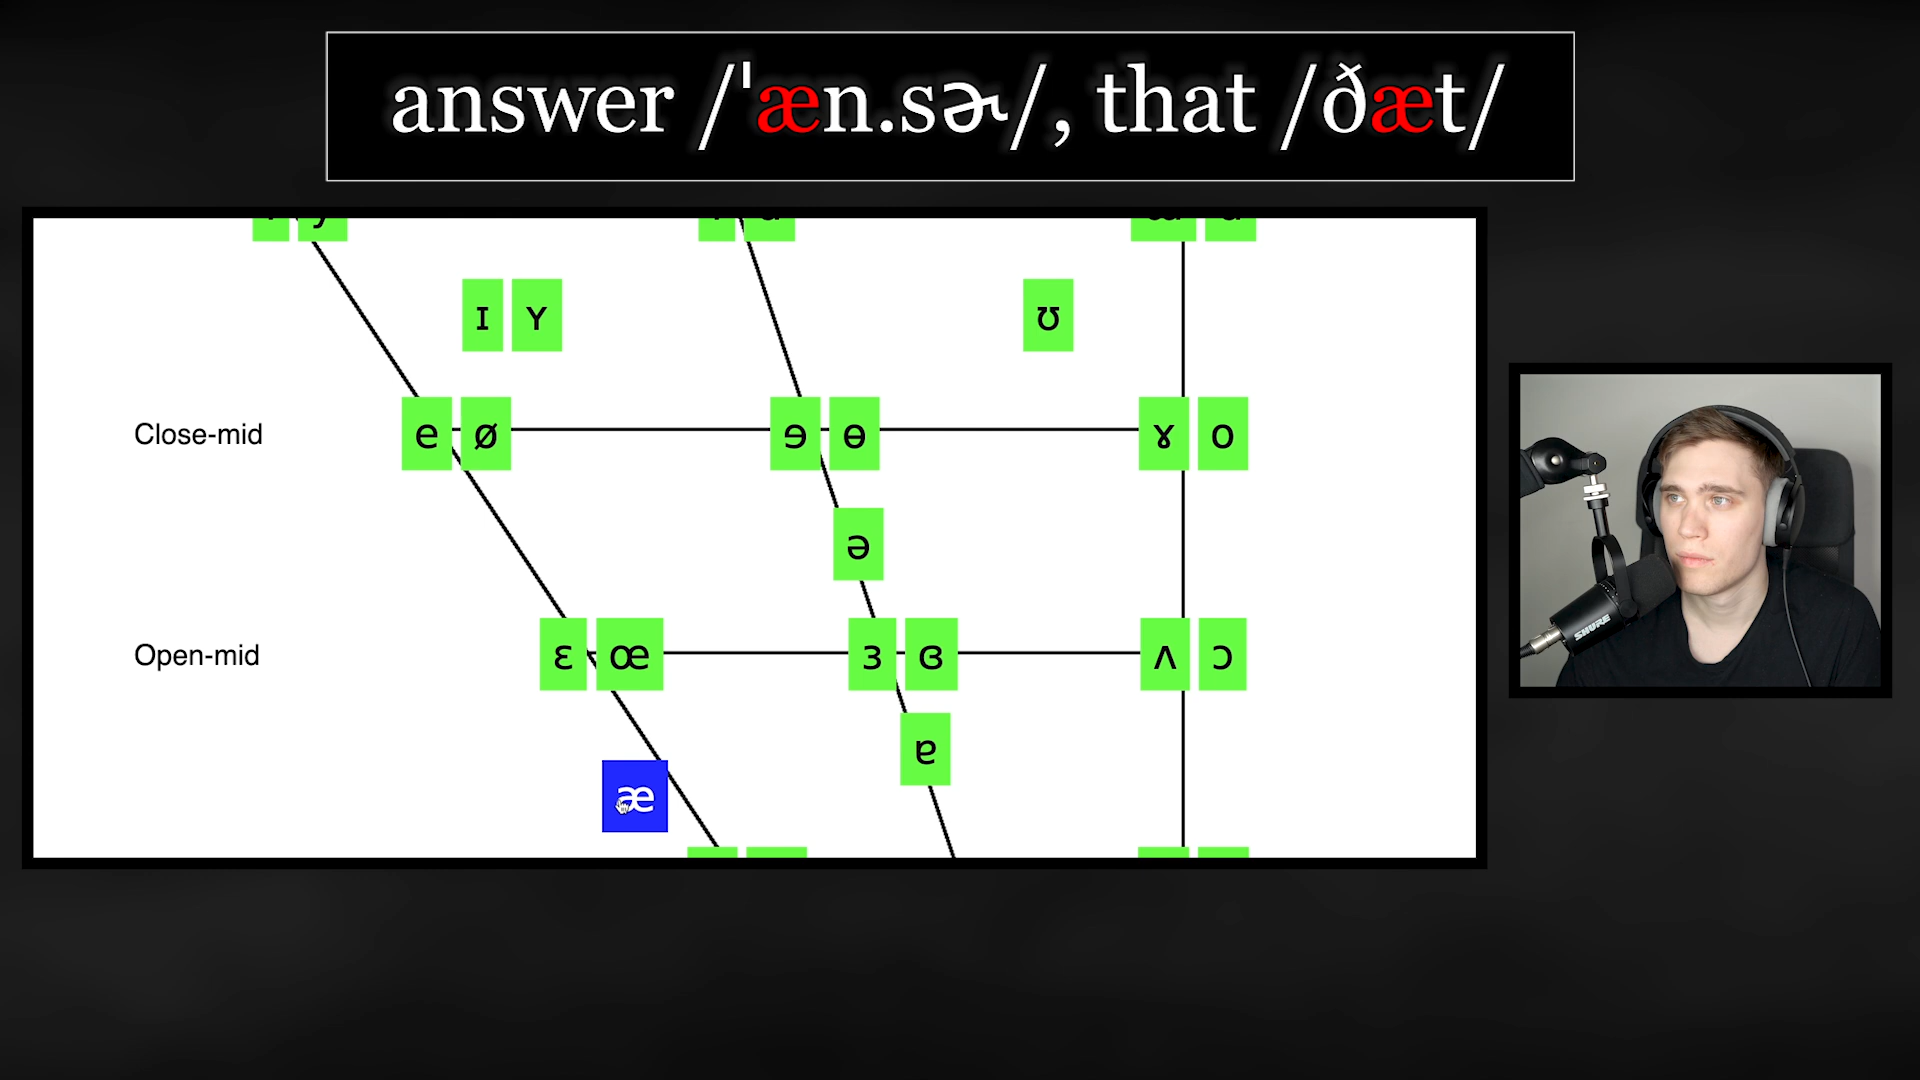 answer /ˈæn.sɚ/, that /ðæt/
ɪ ʏ ʊ
Close-mid e ø ɘ ɵ ɤ o
ə
Open-mid ɛ œ ɜ ɞ ʌ ɔ
ɐ
æ
SHURE